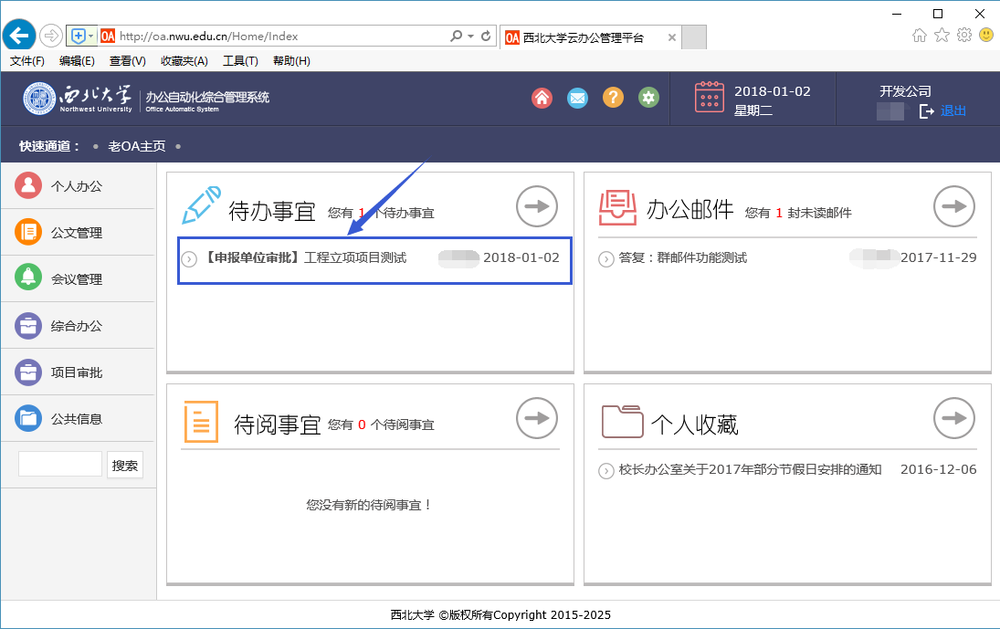 http://oa.nwu.edu.cn/Home/Index
OA 西北大学云办公管理平台
文件(F) 编辑(E) 查看(V) 收藏夹(A) 工具(T) 帮助(H)
西北大学
Northwest University
办公自动化综合管理系统
Office Automatic System
2018-01-02
星期二
开发公司
退出
快速通道： • 老OA主页 •
个人办公
公文管理
会议管理
综合办公
项目审批
公共信息
搜索
待办事宜 您有 1 个待办事宜
【申报单位审批】工程立项项目测试 2018-01-02
办公邮件 您有 1 封未读邮件
答复：群邮件功能测试 2017-11-29
待阅事宜 您有 0 个待阅事宜
您没有新的待阅事宜！
个人收藏
校长办公室关于2017年部分节假日安排的通知 2016-12-06
西北大学 ©版权所有Copyright 2015-2025